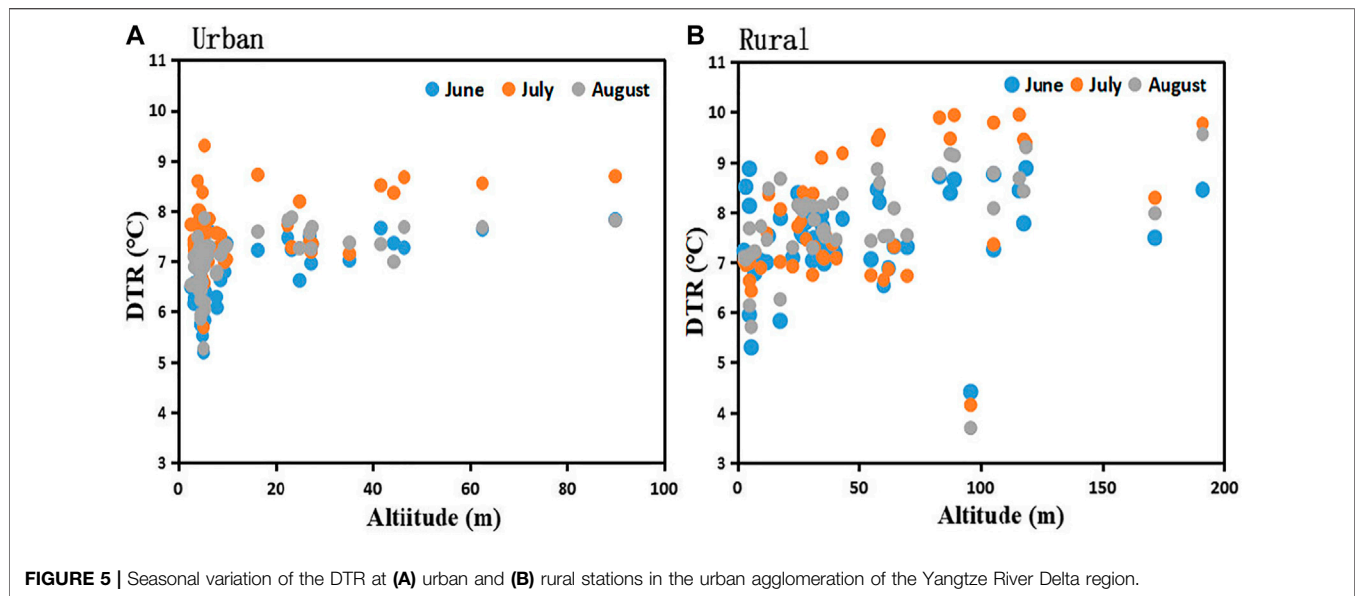 A Urban
11
10
9
8
7
6
5
4
3
DTR (°C)
June July August
0 20 40 60 80 100
Altiitude (m)
B Rural
11
10
9
8
7
6
5
4
3
DTR (°C)
June July August
0 50 100 150 200
Altitude (m)
FIGURE 5 | Seasonal variation of the DTR at (A) urban and (B) rural stations in the urban agglomeration of the Yangtze River Delta region.